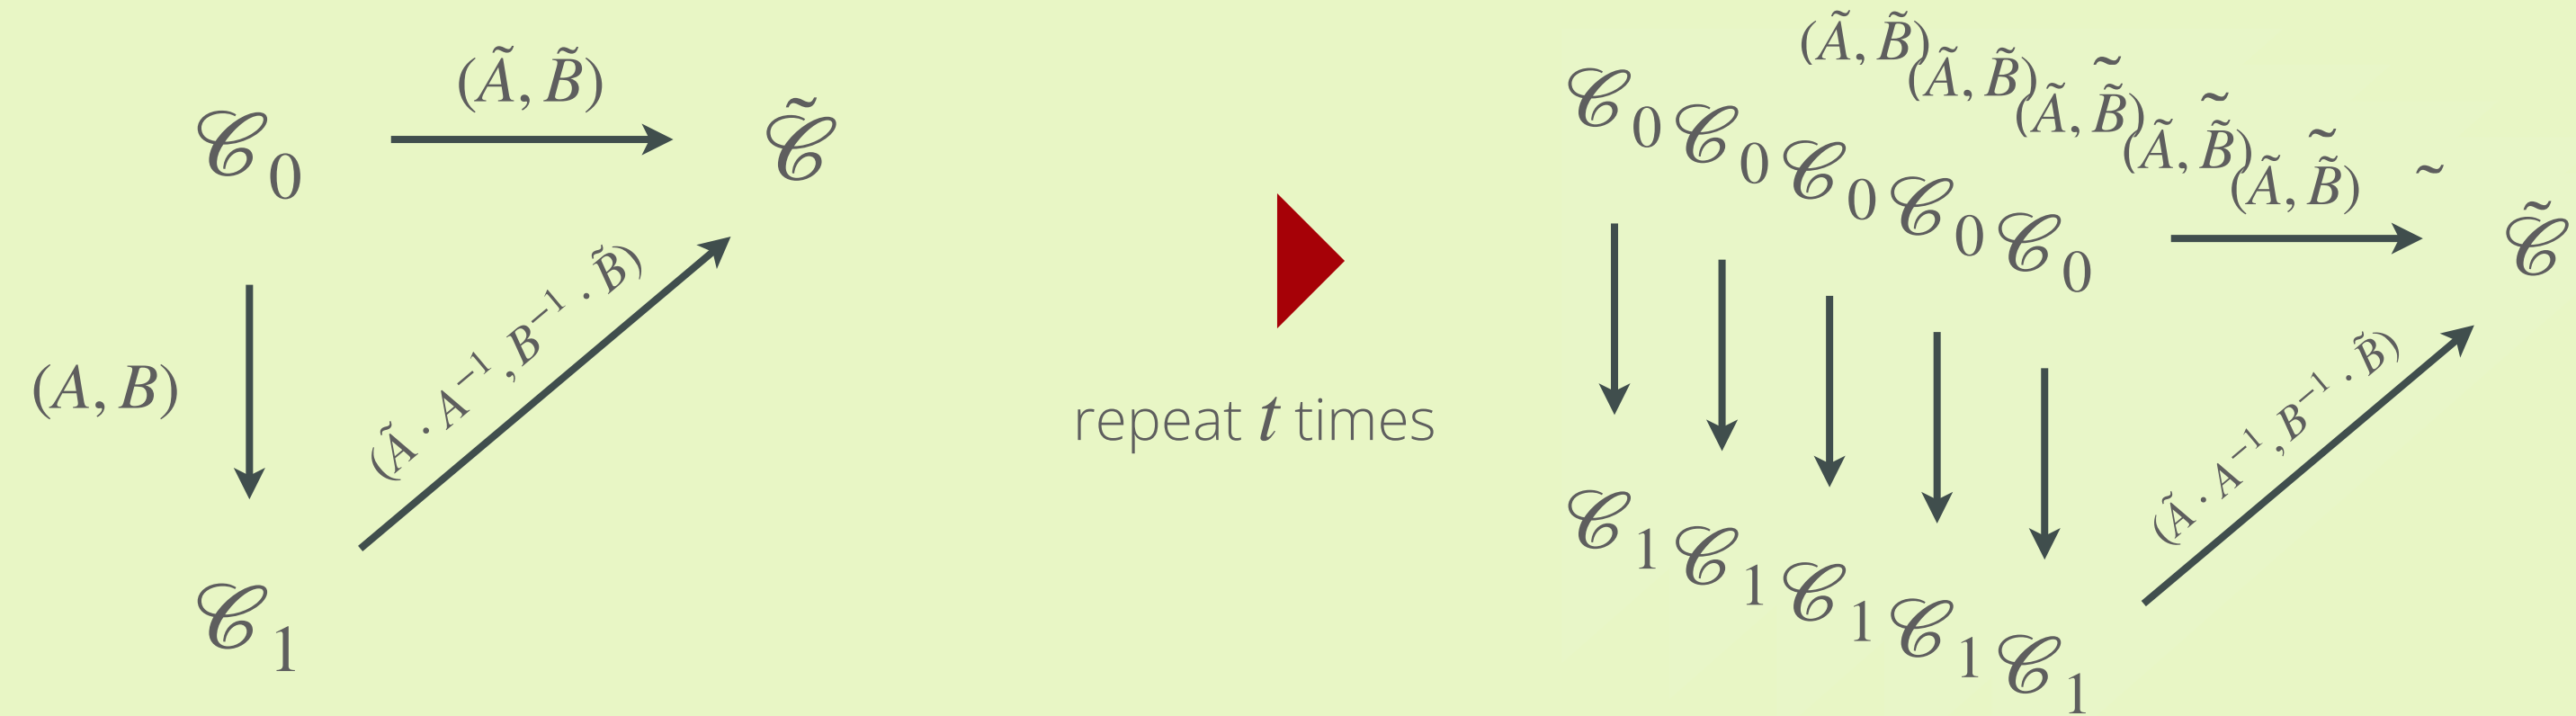 (Ã, B̃)
𝒞₀ 𝒞̃
(A, B)
(Ã · A⁻¹, B⁻¹ · B̃)
𝒞₁
repeat t times
(Ã, B̃)
(Ã, B̃) ~
(Ã, B̃) ~
(Ã, B̃) ~
(Ã, B̃) ~
𝒞₀ 𝒞₀ 𝒞₀ 𝒞₀ 𝒞₀ 𝒞̃
(Ã · A⁻¹, B⁻¹ · B̃)
𝒞₁ 𝒞₁ 𝒞₁ 𝒞₁ 𝒞₁